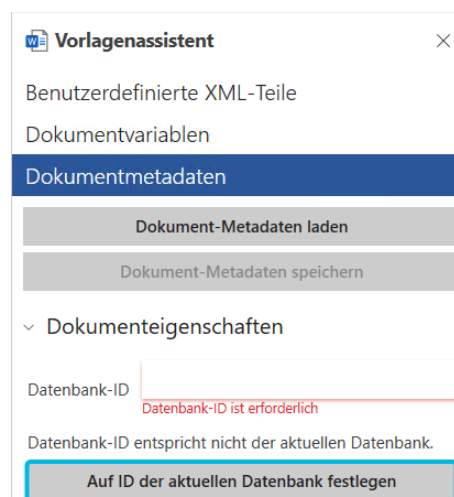 Vorlagenassistent
Benutzerdefinierte XML-Teile
Dokumentvariablen
Dokumentmetadaten
Dokument-Metadaten laden
Dokument-Metadaten speichern
Dokumenteigenschaften
Datenbank-ID
Datenbank-ID ist erforderlich
Datenbank-ID entspricht nicht der aktuellen Datenbank.
Auf ID der aktuellen Datenbank festlegen